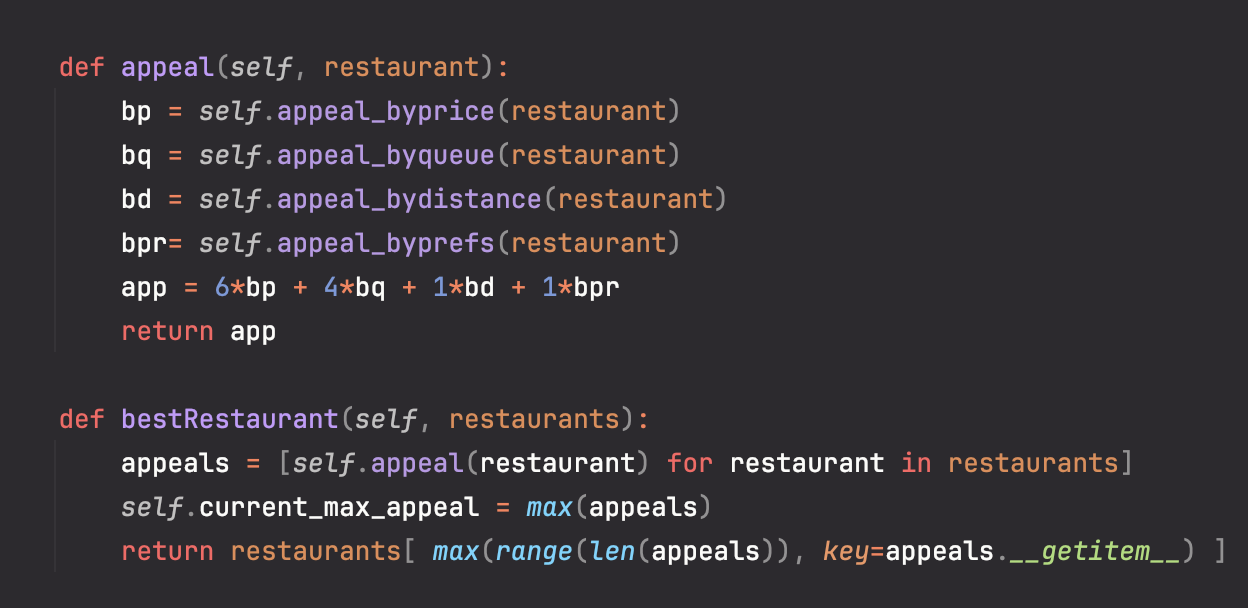 def appeal(self, restaurant):
    bp = self.appeal_byprice(restaurant)
    bq = self.appeal_byqueue(restaurant)
    bd = self.appeal_bydistance(restaurant)
    bpr= self.appeal_byprefs(restaurant)
    app = 6*bp + 4*bq + 1*bd + 1*bpr
    return app

def bestRestaurant(self, restaurants):
    appeals = [self.appeal(restaurant) for restaurant in restaurants]
    self.current_max_appeal = max(appeals)
    return restaurants[ max(range(len(appeals)), key=appeals.__getitem__) ]